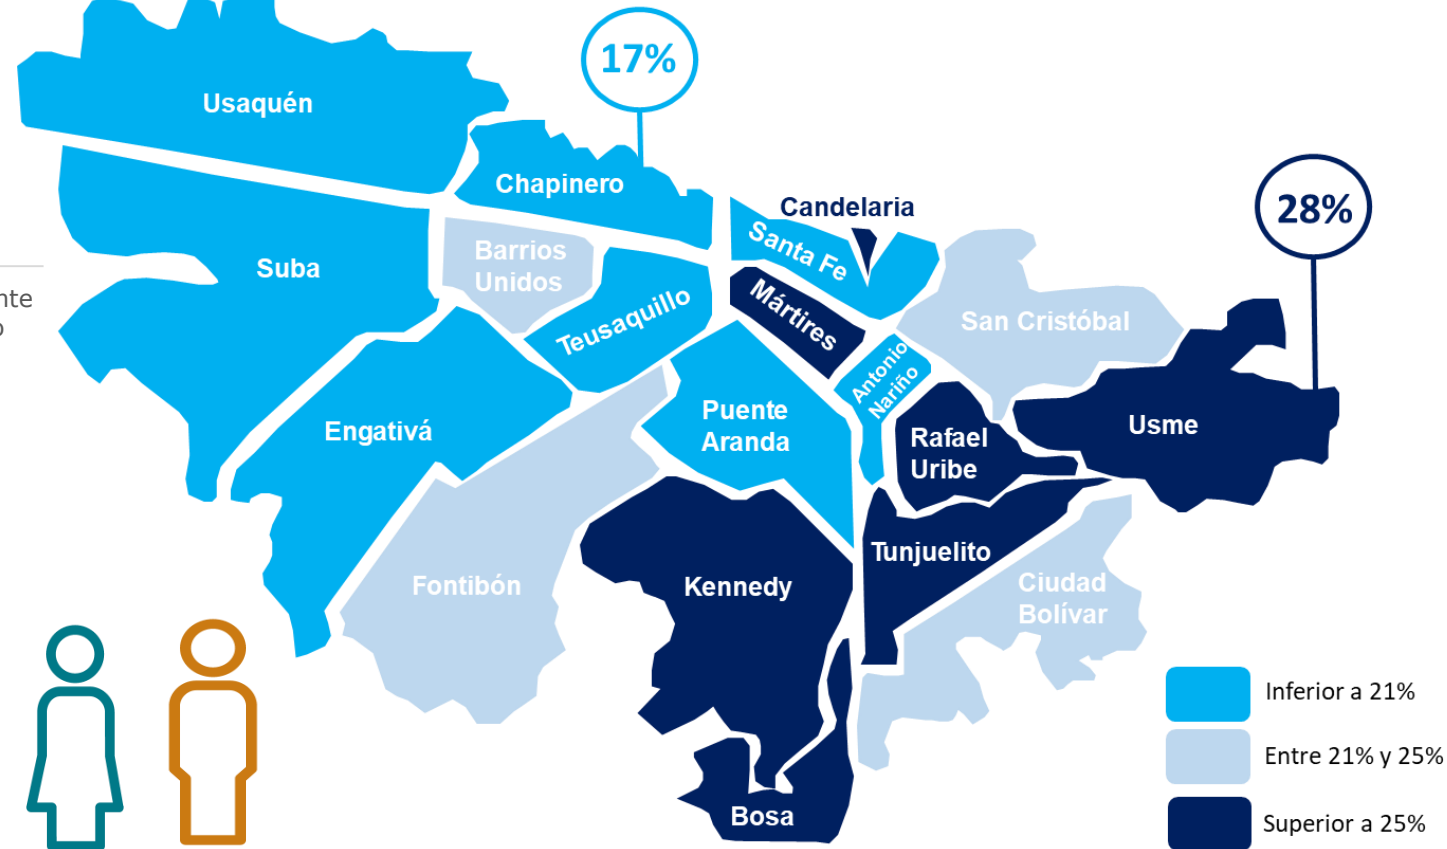 17%
Usaquén
28%
Chapinero
Candelaria
Santa Fe
Barrios
Unidos
Suba
Teusaquillo
Mártires
San Cristóbal
Antonio
Nariño
Puente
Aranda
Engativá
Usme
Rafael
Uribe
Tunjuelito
Fontibón
Kennedy
Ciudad
Bolívar
Bosa
Inferior a 21%
Entre 21% y 25%
Superior a 25%